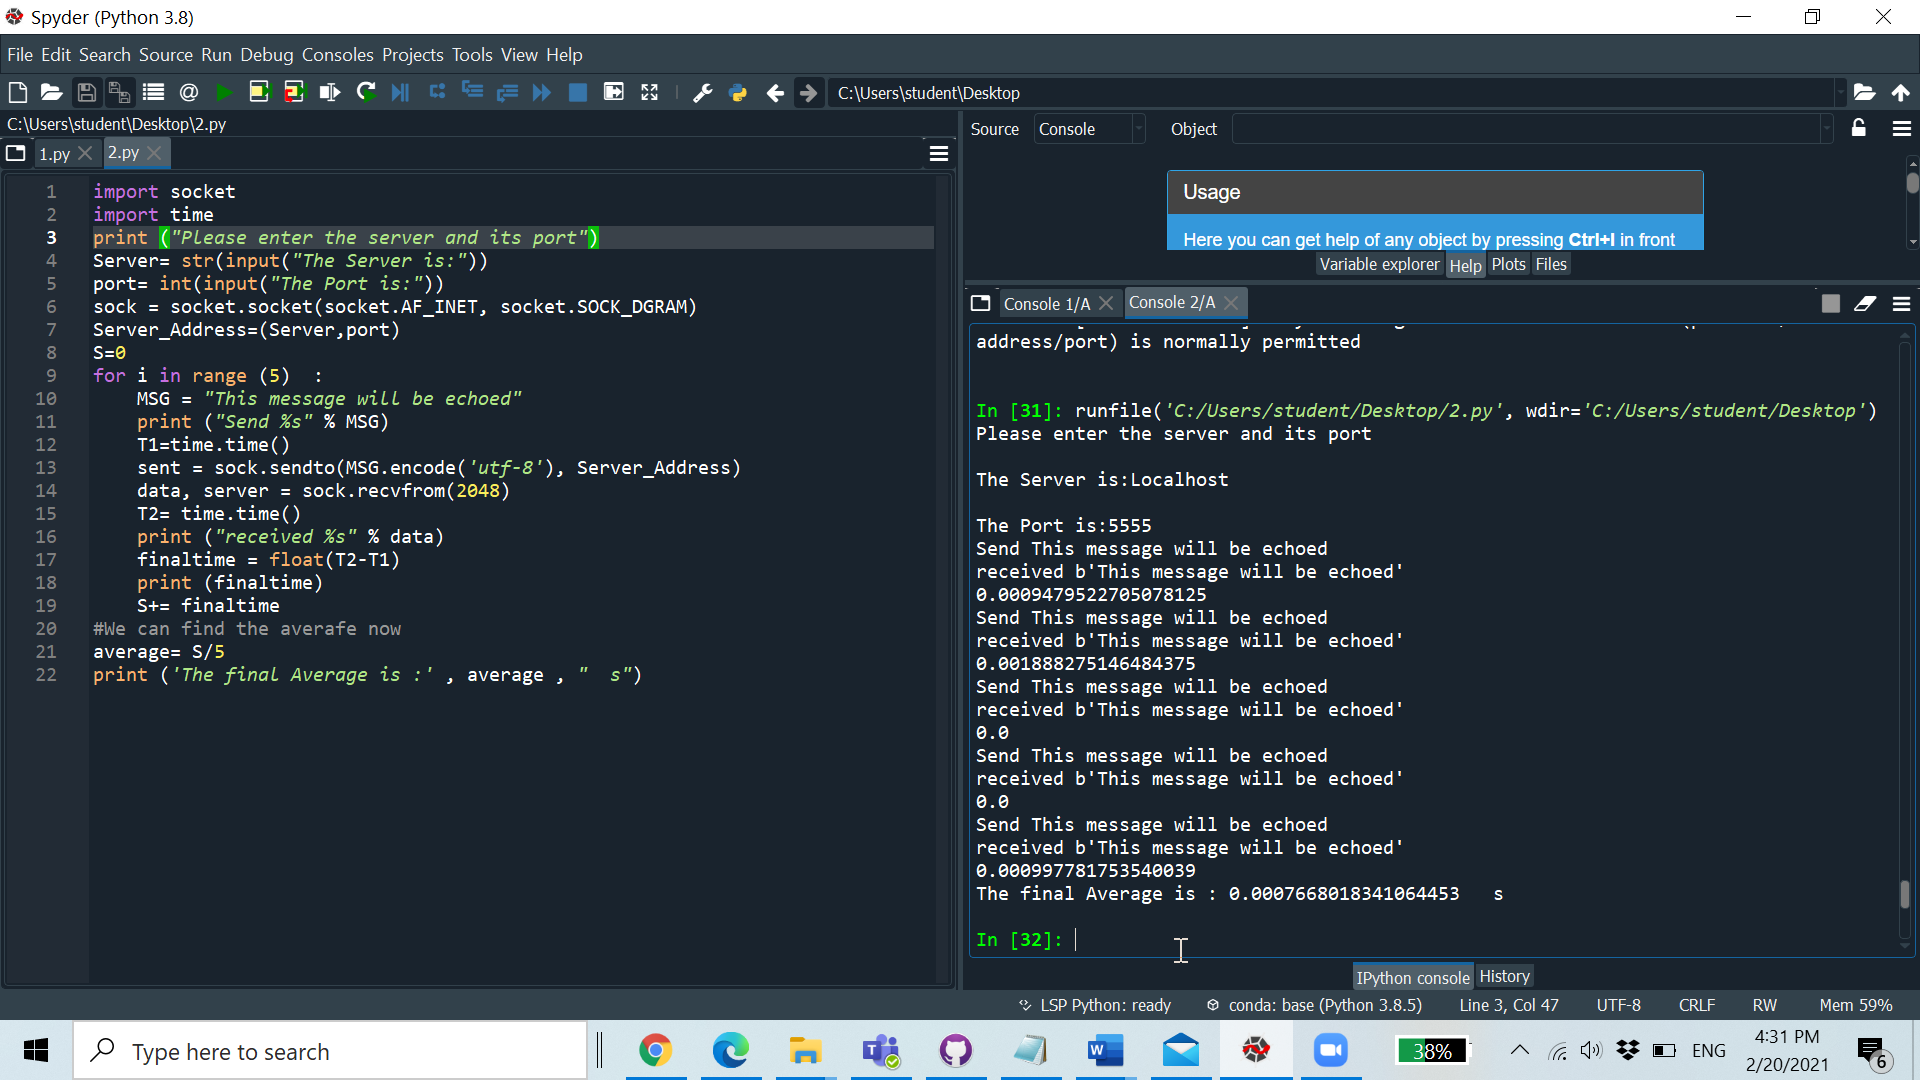 Spyder (Python 3.8)
File Edit Search Source Run Debug Consoles Projects Tools View Help
C:\Users\student\Desktop
C:\Users\student\Desktop\2.py
1.py 2.py
1 import socket
2 import time
3 print ("Please enter the server and its port")
4 Server= str(input("The Server is:"))
5 port= int(input("The Port is:"))
6 sock = socket.socket(socket.AF_INET, socket.SOCK_DGRAM)
7 Server_Address=(Server,port)
8 S=0
9 for i in range (5)  :
10     MSG = "This message will be echoed"
11     print ("Send %s" % MSG)
12     T1=time.time()
13     sent = sock.sendto(MSG.encode('utf-8'), Server_Address)
14     data, server = sock.recvfrom(2048)
15     T2= time.time()
16     print ("received %s" % data)
17     finaltime = float(T2-T1)
18     print (finaltime)
19     S+= finaltime
20 #We can find the averafe now
21 average= S/5
22 print ('The final Average is :' , average , "  s")
Source Console Object
Usage
Here you can get help of any object by pressing Ctrl+I in front
Variable explorer Help Plots Files
Console 1/A Console 2/A
address/port) is normally permitted
In [31]: runfile('C:/Users/student/Desktop/2.py', wdir='C:/Users/student/Desktop')
Please enter the server and its port
The Server is:Localhost
The Port is:5555
Send This message will be echoed
received b'This message will be echoed'
0.0009479522705078125
Send This message will be echoed
received b'This message will be echoed'
0.001888275146484375
Send This message will be echoed
received b'This message will be echoed'
0.0
Send This message will be echoed
received b'This message will be echoed'
0.0
Send This message will be echoed
received b'This message will be echoed'
0.000997781753540039
The final Average is : 0.0007668018341064453   s
In [32]:
IPython console History
LSP Python: ready conda: base (Python 3.8.5) Line 3, Col 47 UTF-8 CRLF RW Mem 59%
Type here to search
38%
ENG
4:31 PM
2/20/2021
6